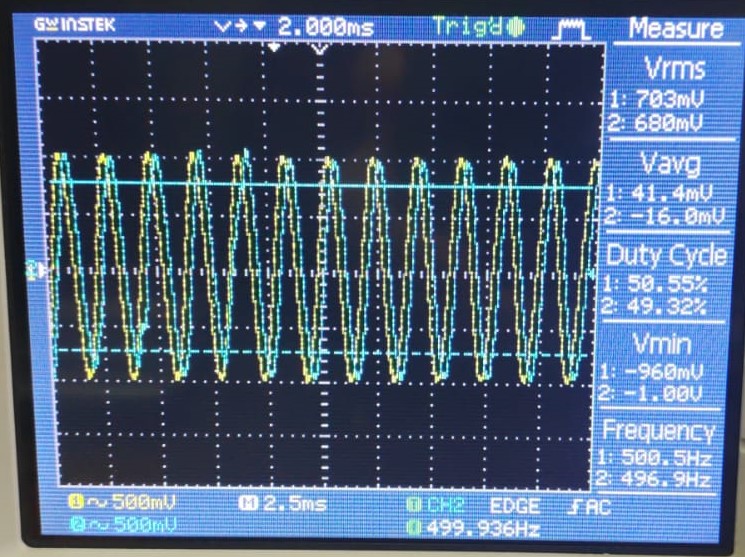 GW INSTEK 2.000ms Trig'd Measure
Vrms
1: 703mV
2: 680mV
Vavg
1: 41.4mV
2: -16.0mV
Duty Cycle
1: 50.55%
2: 49.32%
Vmin
1: -960mV
2: -1.00V
Frequency
1: 500.5Hz
2: 496.9Hz
1 500mV M 2.5ms CH2 EDGE AC
2 500mV 499.936Hz